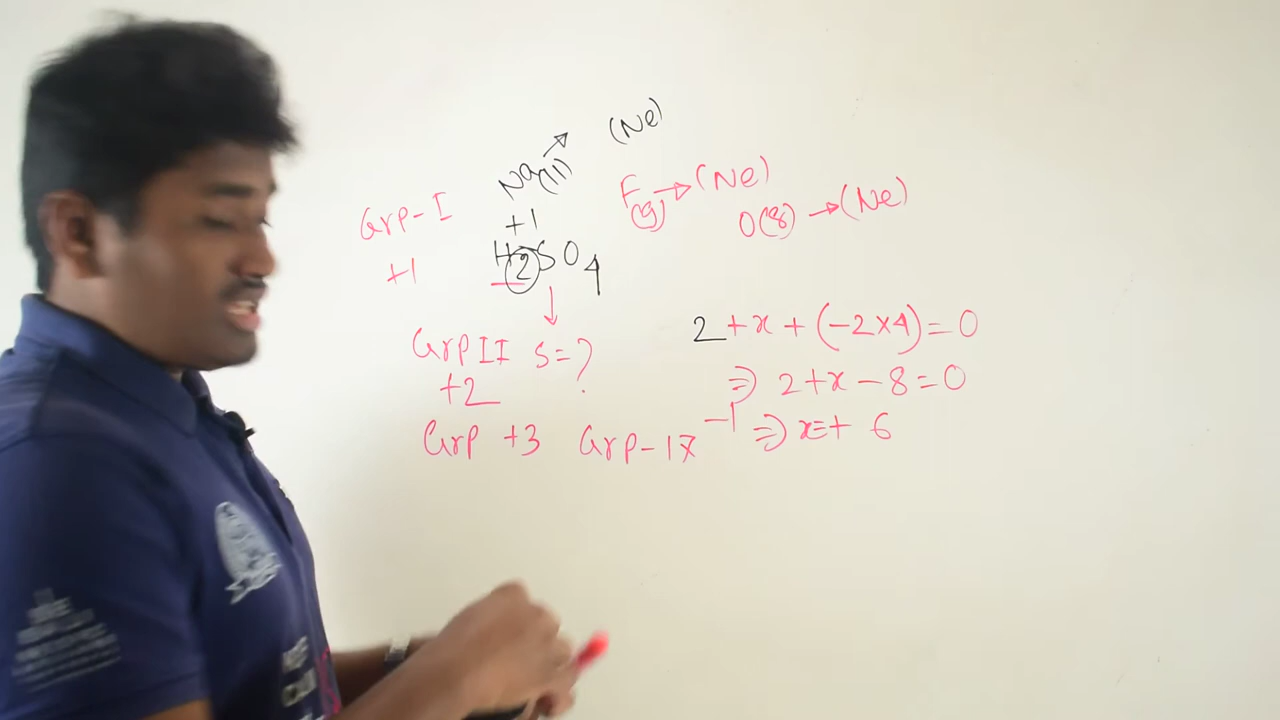 (Ne)
Na(11)
F(9) → (Ne)
O(8) → (Ne)
Grp-I
+1
+1
H2SO4
Grp II S=?
+2
Grp +3 Grp-17 -1
2 + x + (-2×4) = 0
⇒ 2 + x - 8 = 0
⇒ x = + 6